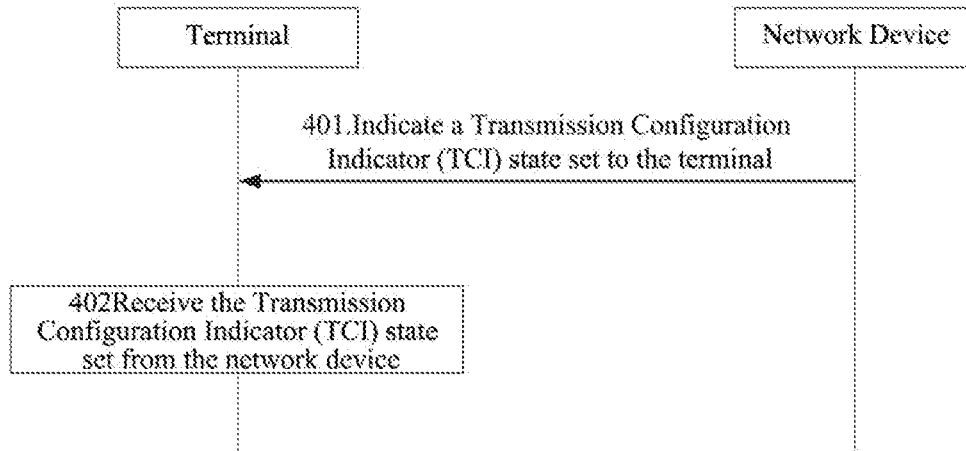 Terminal
Network Device
401.Indicate a Transmission Configuration
Indicator (TCI) state set to the terminal
402Receive the Transmission
Configuration Indicator (TCI) state
set from the network device